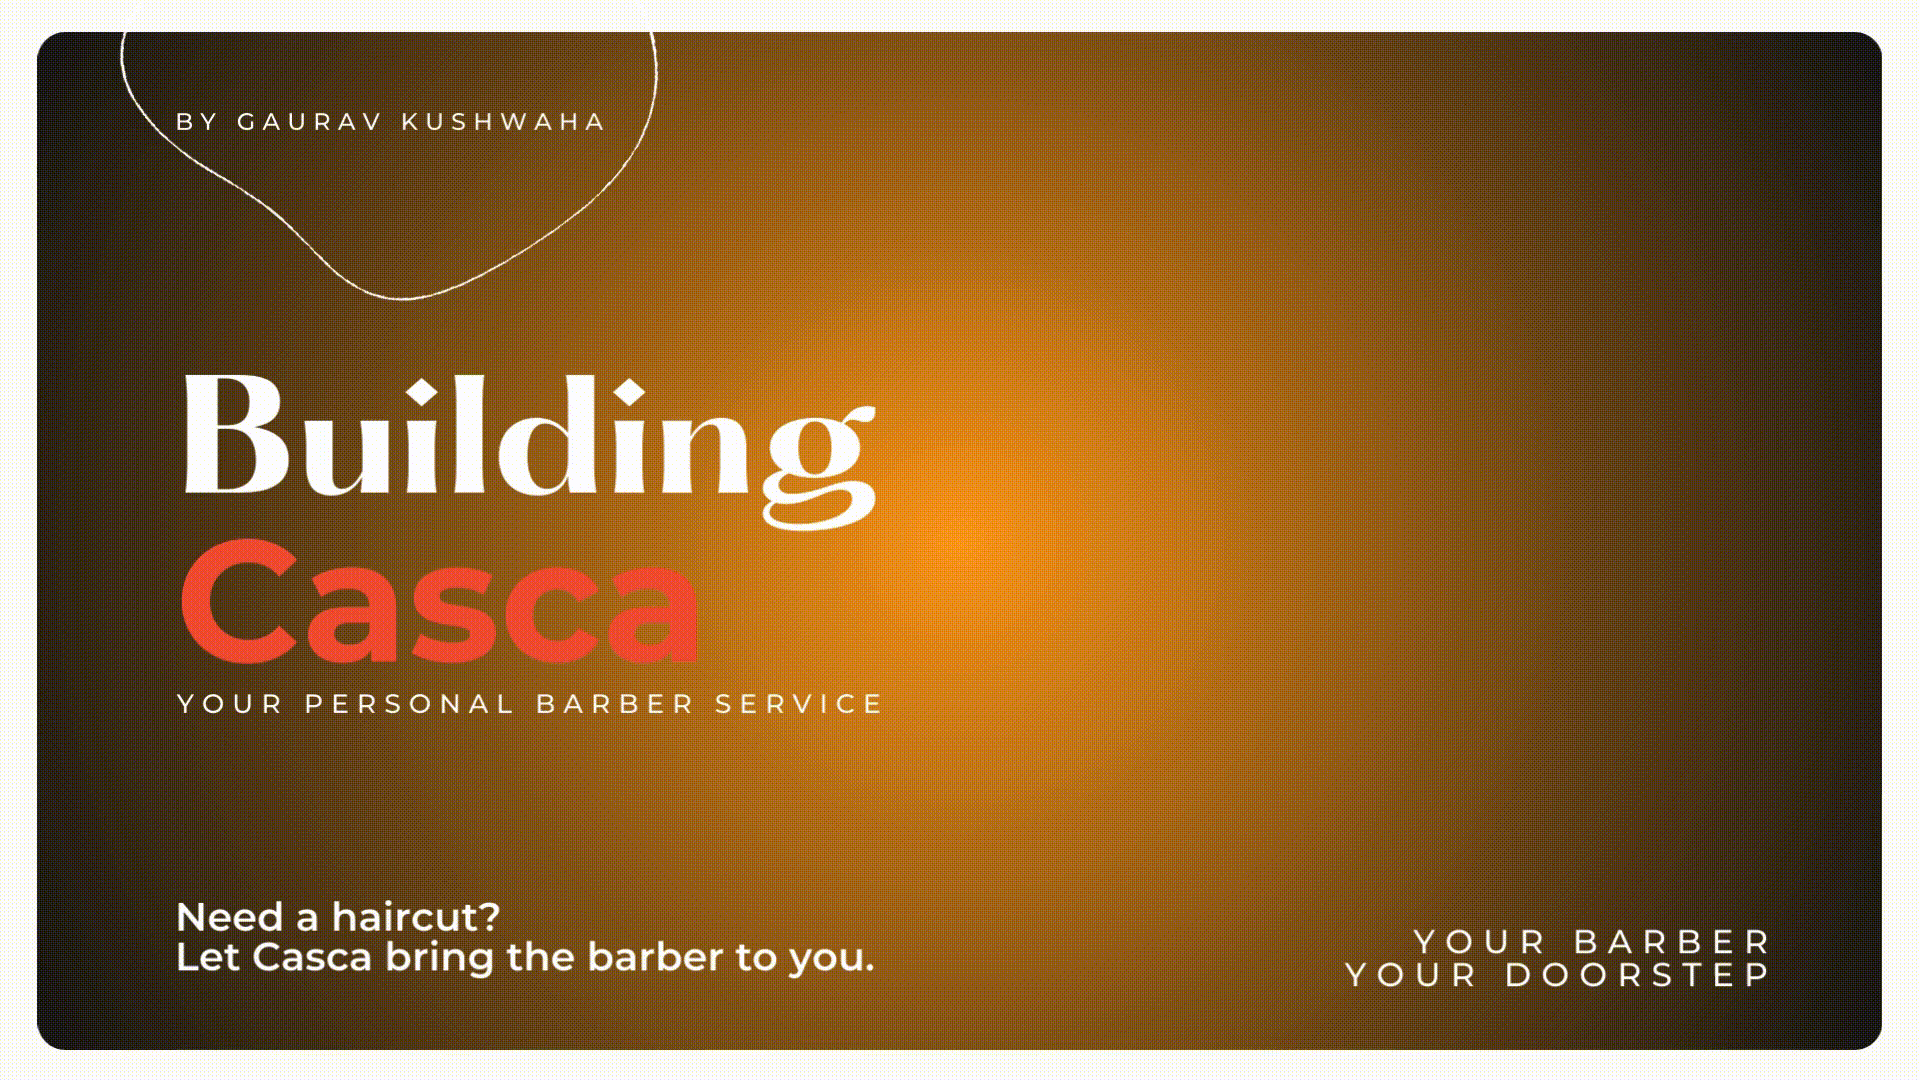 BY GAURAV KUSHWAHA
Building
Casca
YOUR PERSONAL BARBER SERVICE
Need a haircut?
Let Casca bring the barber to you.
YOUR BARBER
YOUR DOORSTEP